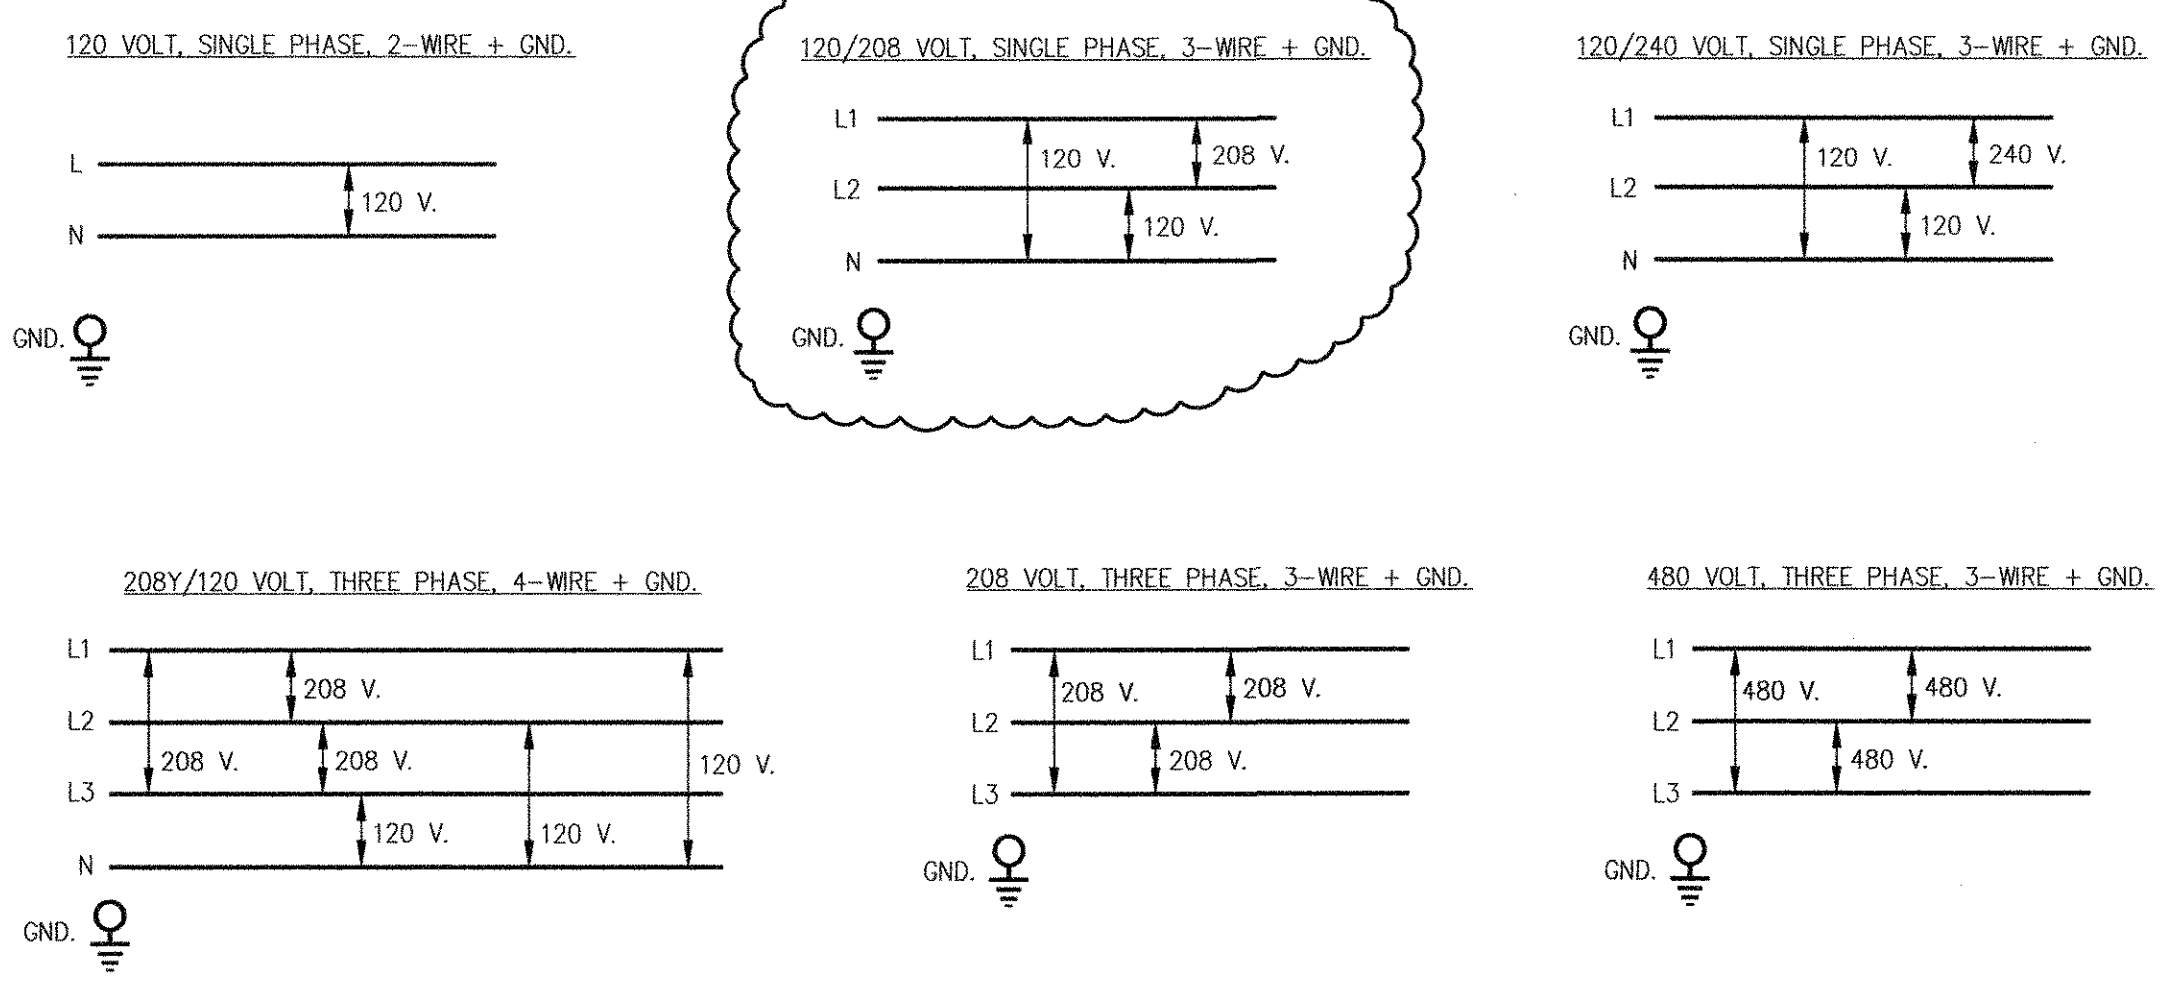 120 VOLT, SINGLE PHASE, 2-WIRE + GND.
L
120 V.
N
GND.
120/208 VOLT, SINGLE PHASE, 3-WIRE + GND.
L1
120 V.
208 V.
L2
120 V.
N
GND.
120/240 VOLT, SINGLE PHASE, 3-WIRE + GND.
L1
120 V.
240 V.
L2
120 V.
N
GND.
208Y/120 VOLT, THREE PHASE, 4-WIRE + GND.
L1
208 V.
L2
208 V.
208 V.
120 V.
L3
120 V.
120 V.
N
GND.
208 VOLT, THREE PHASE, 3-WIRE + GND.
L1
208 V.
208 V.
L2
208 V.
L3
GND.
480 VOLT, THREE PHASE, 3-WIRE + GND.
L1
480 V.
480 V.
L2
480 V.
L3
GND.